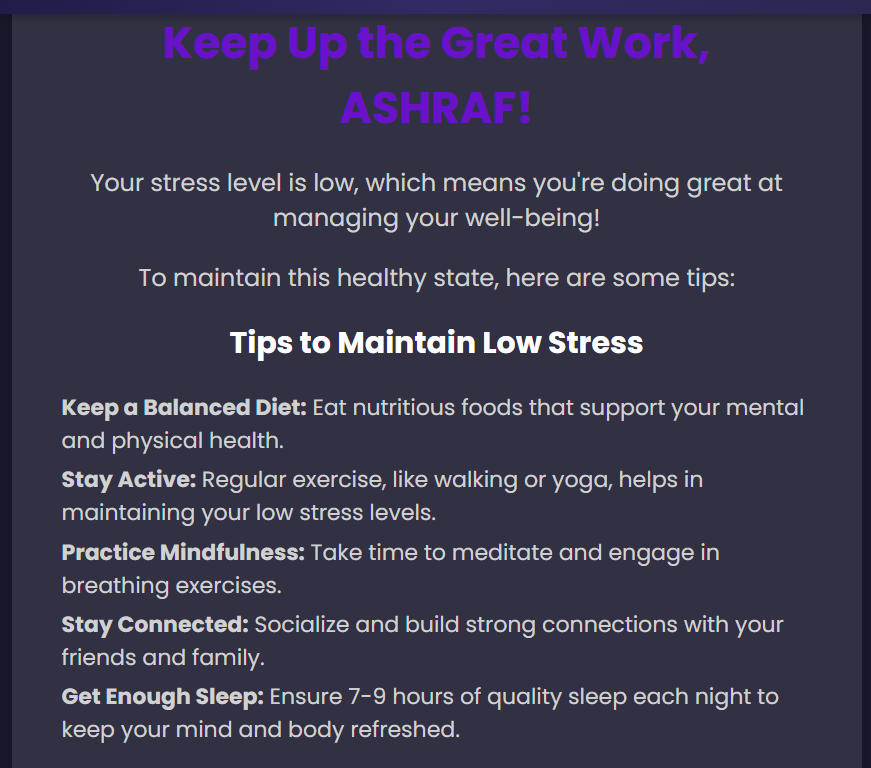 Keep Up the Great Work,
ASHRAF!
Your stress level is low, which means you're doing great at
managing your well-being!
To maintain this healthy state, here are some tips:
Tips to Maintain Low Stress
Keep a Balanced Diet: Eat nutritious foods that support your mental
and physical health.
Stay Active: Regular exercise, like walking or yoga, helps in
maintaining your low stress levels.
Practice Mindfulness: Take time to meditate and engage in
breathing exercises.
Stay Connected: Socialize and build strong connections with your
friends and family.
Get Enough Sleep: Ensure 7-9 hours of quality sleep each night to
keep your mind and body refreshed.